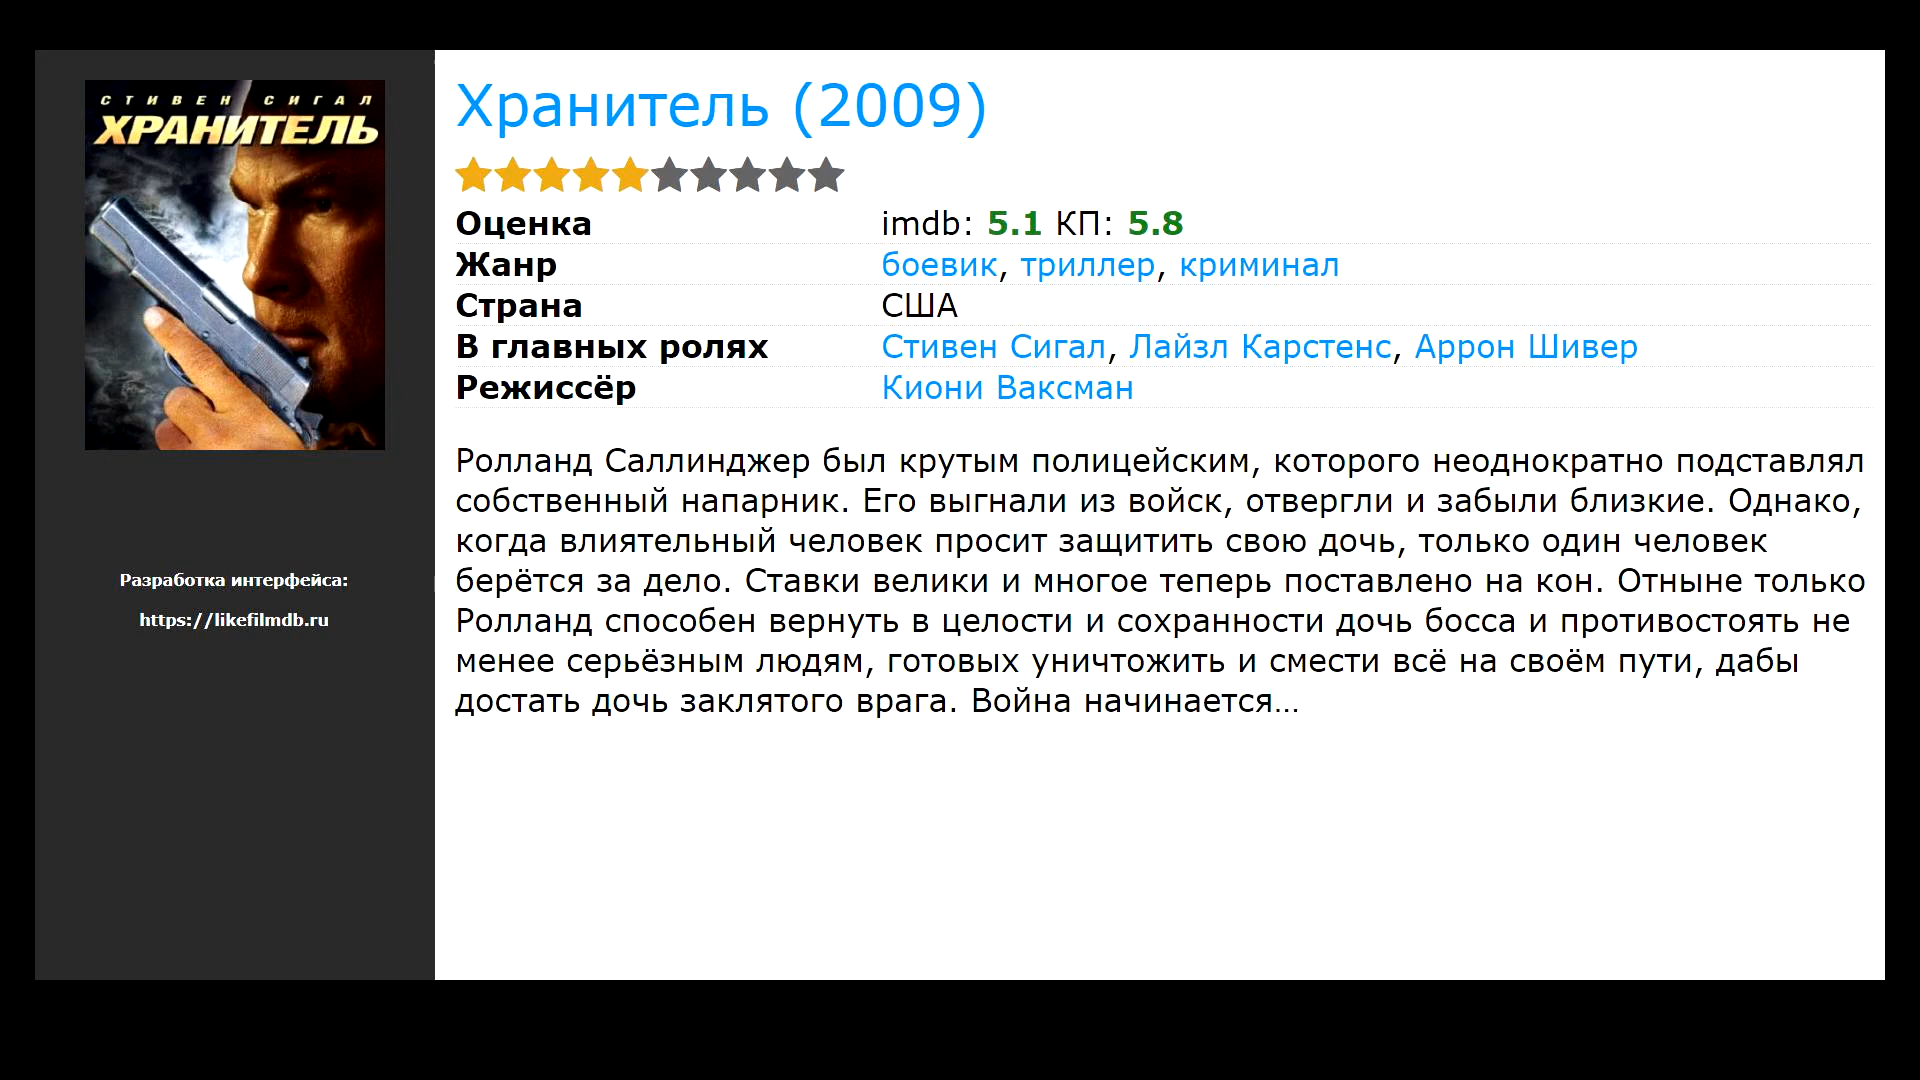 СТИВЕН СИГАЛ
ХРАНИТЕЛЬ
Разработка интерфейса:
https://likefilmdb.ru
Хранитель (2009)
Оценка imdb: 5.1 КП: 5.8
Жанр боевик, триллер, криминал
Страна США
В главных ролях Стивен Сигал, Лайзл Карстенс, Аррон Шивер
Режиссёр Киони Ваксман
Ролланд Саллинджер был крутым полицейским, которого неоднократно подставлял
собственный напарник. Его выгнали из войск, отвергли и забыли близкие. Однако,
когда влиятельный человек просит защитить свою дочь, только один человек
берётся за дело. Ставки велики и многое теперь поставлено на кон. Отныне только
Ролланд способен вернуть в целости и сохранности дочь босса и противостоять не
менее серьёзным людям, готовых уничтожить и смести всё на своём пути, дабы
достать дочь заклятого врага. Война начинается…